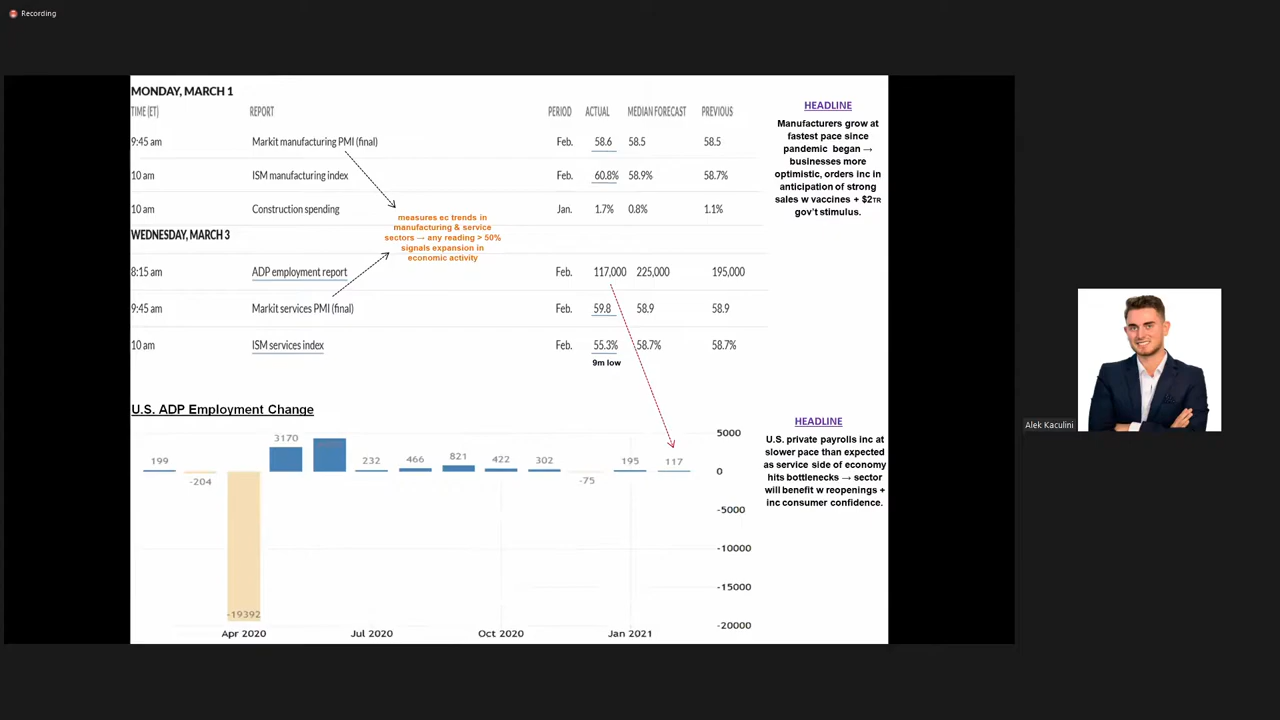 Recording
MONDAY, MARCH 1
TIME (ET) REPORT PERIOD ACTUAL MEDIAN FORECAST PREVIOUS
9:45 am Markit manufacturing PMI (final) Feb. 58.6 58.5 58.5
10 am ISM manufacturing index Feb. 60.8% 58.9% 58.7%
10 am Construction spending Jan. 1.7% 0.8% 1.1%
measures ec trends in
manufacturing & service
sectors → any reading > 50%
signals expansion in
economic activity
WEDNESDAY, MARCH 3
8:15 am ADP employment report Feb. 117,000 225,000 195,000
9:45 am Markit services PMI (final) Feb. 59.8 58.9 58.9
10 am ISM services index Feb. 55.3% 58.7% 58.7%
9m low
HEADLINE
Manufacturers grow at
fastest pace since
pandemic began →
businesses more
optimistic, orders inc in
anticipation of strong
sales w vaccines + $2TR
gov't stimulus.
U.S. ADP Employment Change
199 -204 -19392 3170 232 466 821 422 302 -75 195 117
5000
0
-5000
-10000
-15000
-20000
Apr 2020 Jul 2020 Oct 2020 Jan 2021
HEADLINE
U.S. private payrolls inc at
slower pace than expected
as service side of economy
hits bottlenecks → sector
will benefit w reopenings +
inc consumer confidence.
Alek Kaculini